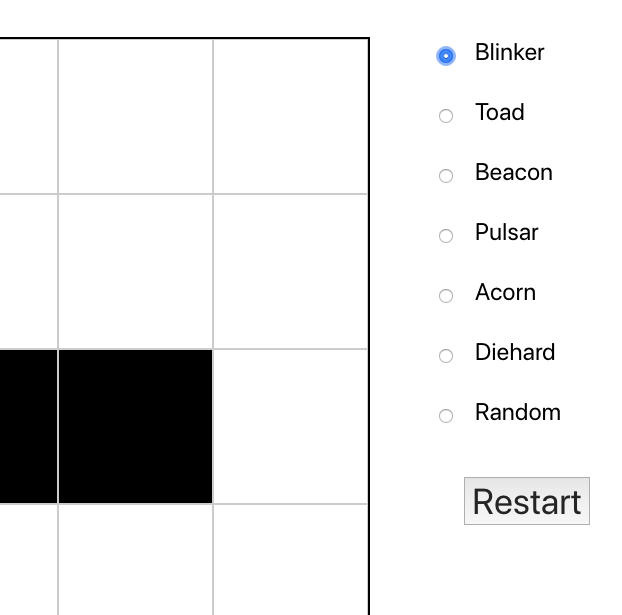 Blinker
Toad
Beacon
Pulsar
Acorn
Diehard
Random
Restart